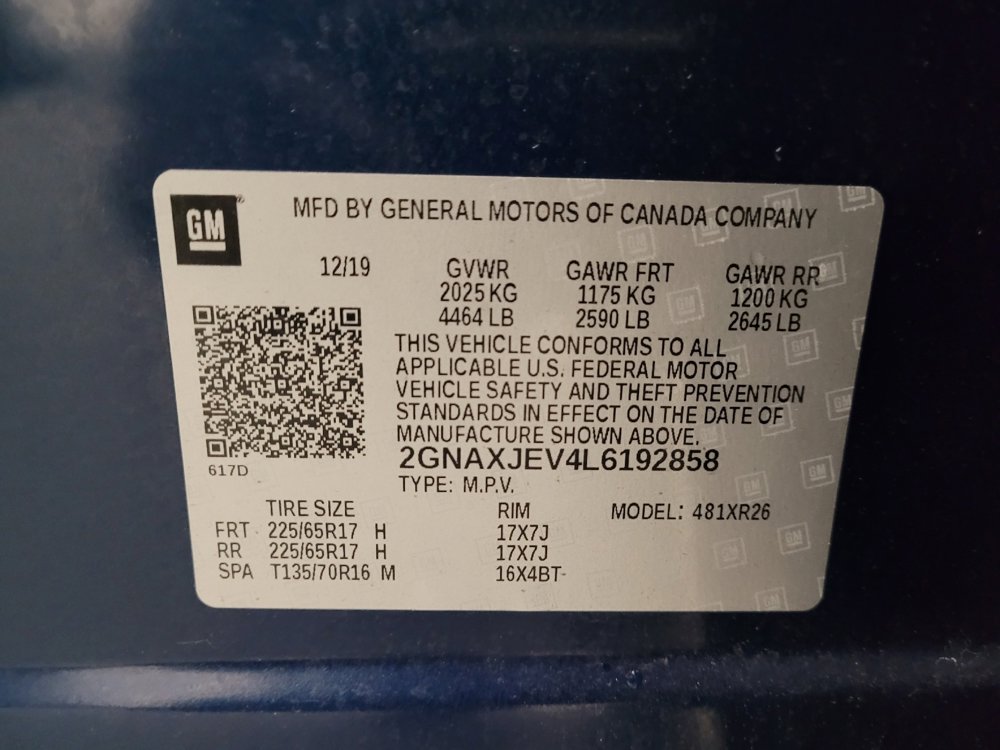 GM
MFD BY GENERAL MOTORS OF CANADA COMPANY
12/19 GVWR GAWR FRT GAWR RR
2025 KG 1175 KG 1200 KG
4464 LB 2590 LB 2645 LB
THIS VEHICLE CONFORMS TO ALL
APPLICABLE U.S. FEDERAL MOTOR
VEHICLE SAFETY AND THEFT PREVENTION
STANDARDS IN EFFECT ON THE DATE OF
MANUFACTURE SHOWN ABOVE.
2GNAXJEV4L6192858
617D
TYPE: M.P.V.
TIRE SIZE RIM MODEL: 481XR26
FRT 225/65R17 H 17X7J
RR 225/65R17 H 17X7J
SPA T135/70R16 M 16X4BT-